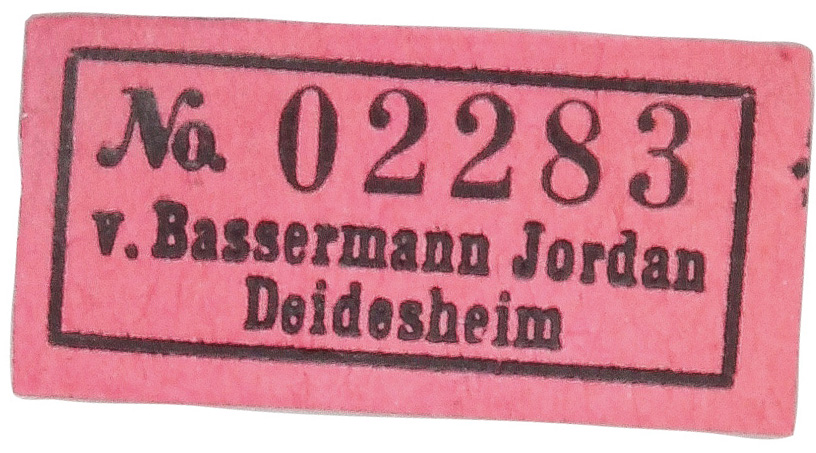 No. 02283
v. Bassermann Jordan
Deidesheim